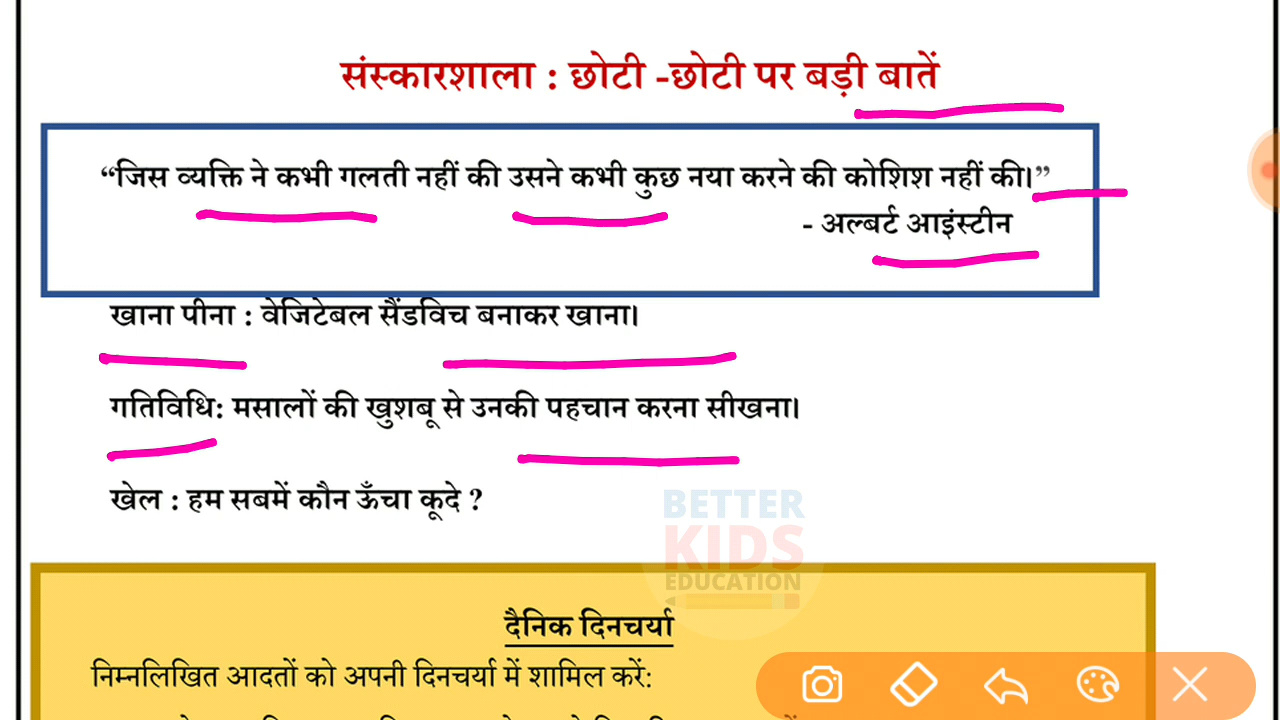 संस्कारशाला : छोटी -छोटी पर बड़ी बातें
“जिस व्यक्ति ने कभी गलती नहीं की उसने कभी कुछ नया करने की कोशिश नहीं की।”
- अल्बर्ट आइंस्टीन
खाना पीना : वेजिटेबल सैंडविच बनाकर खाना।
गतिविधि: मसालों की खुशबू से उनकी पहचान करना सीखना।
खेल : हम सबमें कौन ऊँचा कूदे ?
BETTER
KIDS
EDUCATION
दैनिक दिनचर्या
निम्नलिखित आदतों को अपनी दिनचर्या में शामिल करें: